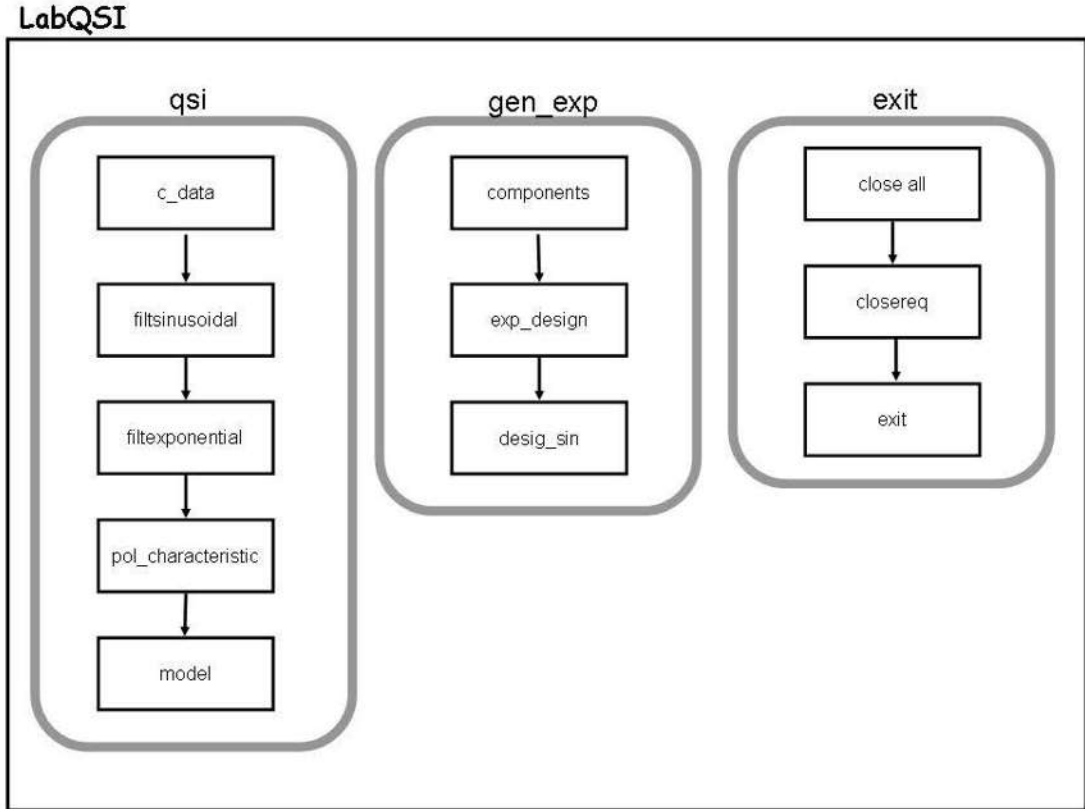 LabQSI
qsi
c_data
filtsinusoidal
filtexponential
pol_characteristic
model
gen_exp
components
exp_design
desig_sin
exit
close all
closereq
exit